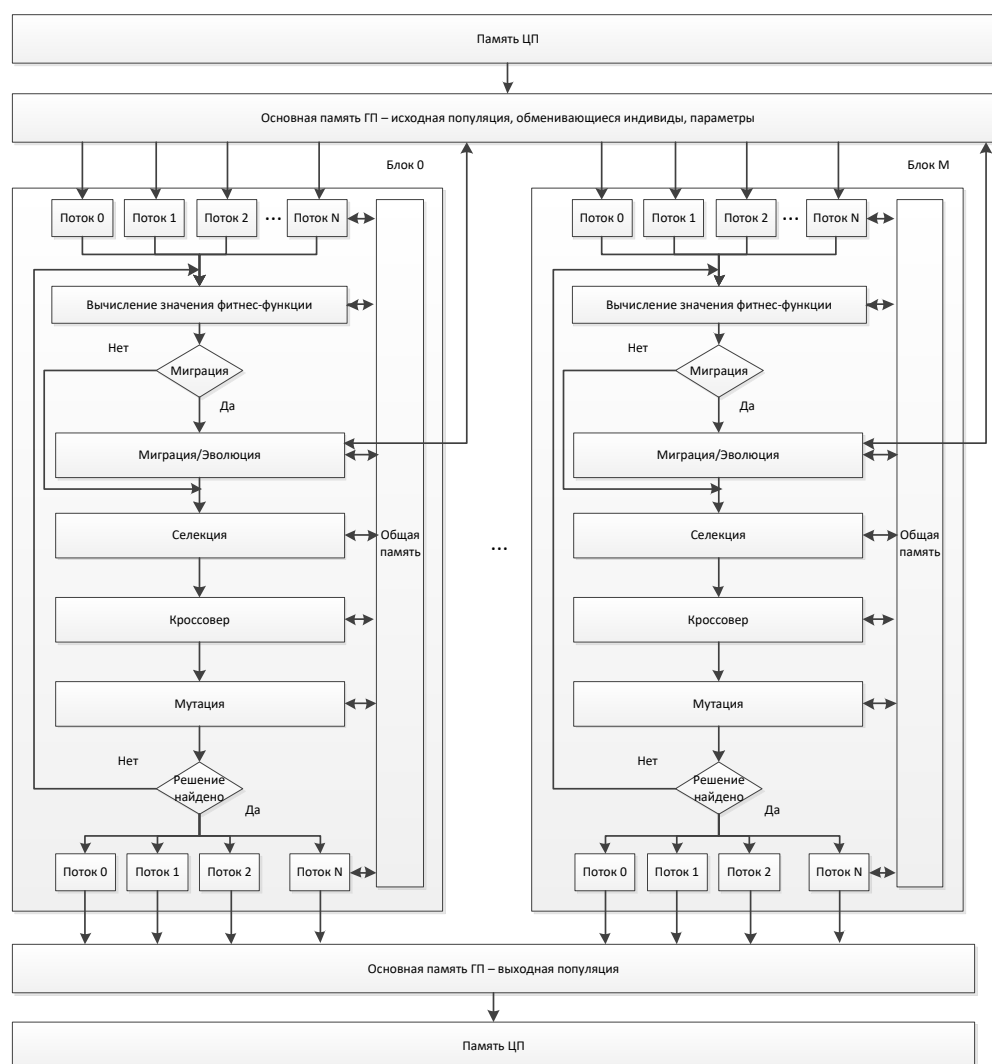 Память ЦП
Основная память ГП – исходная популяция, обменивающиеся индивиды, параметры
Блок 0
Поток 0
Поток 1
Поток 2
...
Поток N
Вычисление значения фитнес-функции
Нет
Миграция
Да
Миграция/Эволюция
Селекция
Общая
память
Кроссовер
Мутация
Нет
Решение
найдено
Да
Поток 0
Поток 1
Поток 2
Поток N
...
Блок M
Поток 0
Поток 1
Поток 2
...
Поток N
Вычисление значения фитнес-функции
Нет
Миграция
Да
Миграция/Эволюция
Селекция
Общая
память
Кроссовер
Мутация
Нет
Решение
найдено
Да
Поток 0
Поток 1
Поток 2
Поток N
Основная память ГП – выходная популяция
Память ЦП